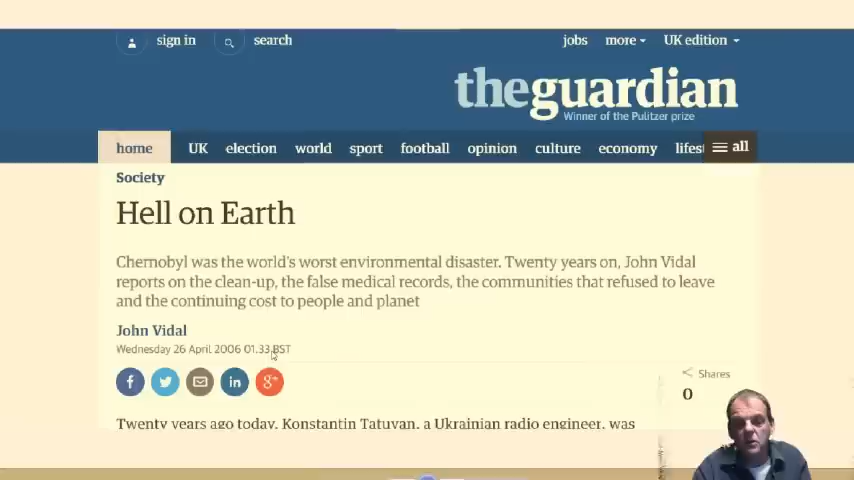 sign in search jobs more UK edition
theguardian
Winner of the Pulitzer prize
home UK election world sport football opinion culture economy lifest all
Society
Hell on Earth
Chernobyl was the world's worst environmental disaster. Twenty years on, John Vidal
reports on the clean-up, the false medical records, the communities that refused to leave
and the continuing cost to people and planet
John Vidal
Wednesday 26 April 2006 01.33 BST
f in g+
Shares
0
Twenty years ago today, Konstantin Tatuyan, a Ukrainian radio engineer, was